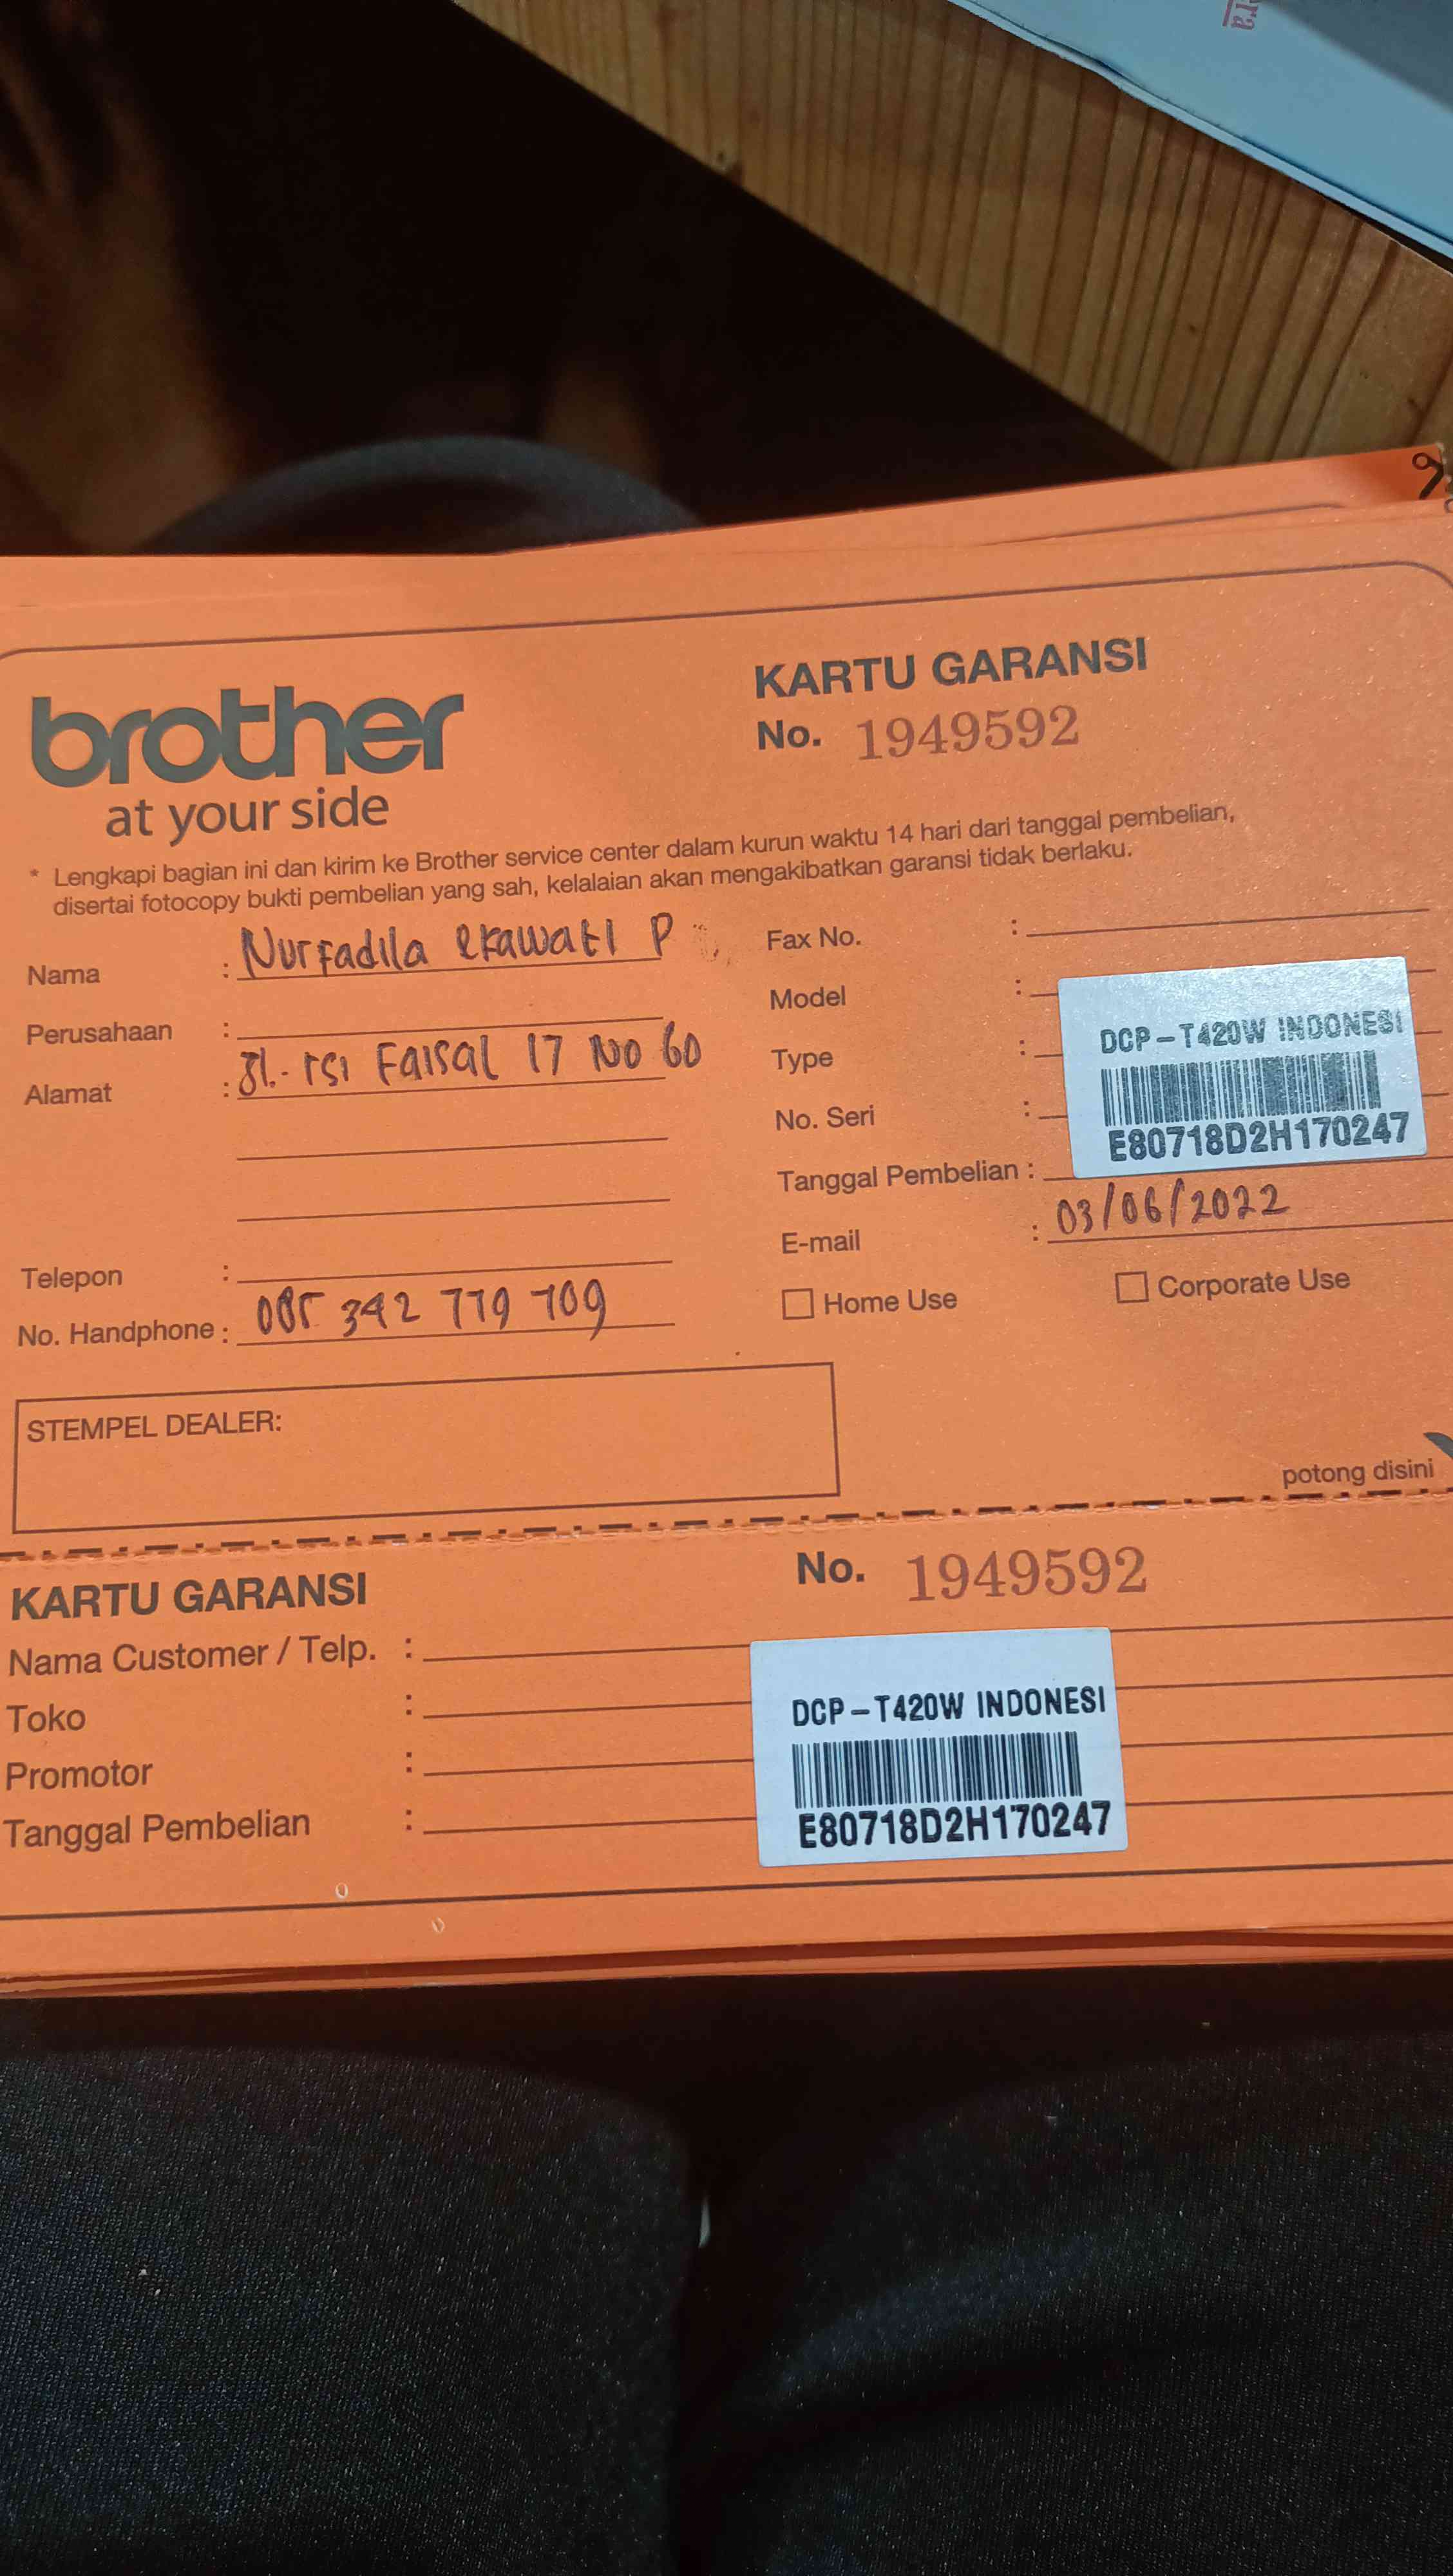 era
brother
at your side
KARTU GARANSI
No. 1949592
* Lengkapi bagian ini dan kirim ke Brother service center dalam kurun waktu 14 hari dari tanggal pembelian,
disertai fotocopy bukti pembelian yang sah, kelalaian akan mengakibatkan garansi tidak berlaku.
Nama : Nurfadila ekawati P
Perusahaan :
Alamat : Jl.- rsi Faisal 17 No 60
Telepon :
No. Handphone : 085 342 779 709
Fax No. :
Model :
Type :
No. Seri :
DCP-T420W INDONESI
E80718D2H170247
Tanggal Pembelian :
03/06/2022
E-mail :
Home Use
Corporate Use
STEMPEL DEALER:
potong disini
KARTU GARANSI
No. 1949592
Nama Customer / Telp. :
Toko :
Promotor :
Tanggal Pembelian :
DCP-T420W INDONESI
E80718D2H170247